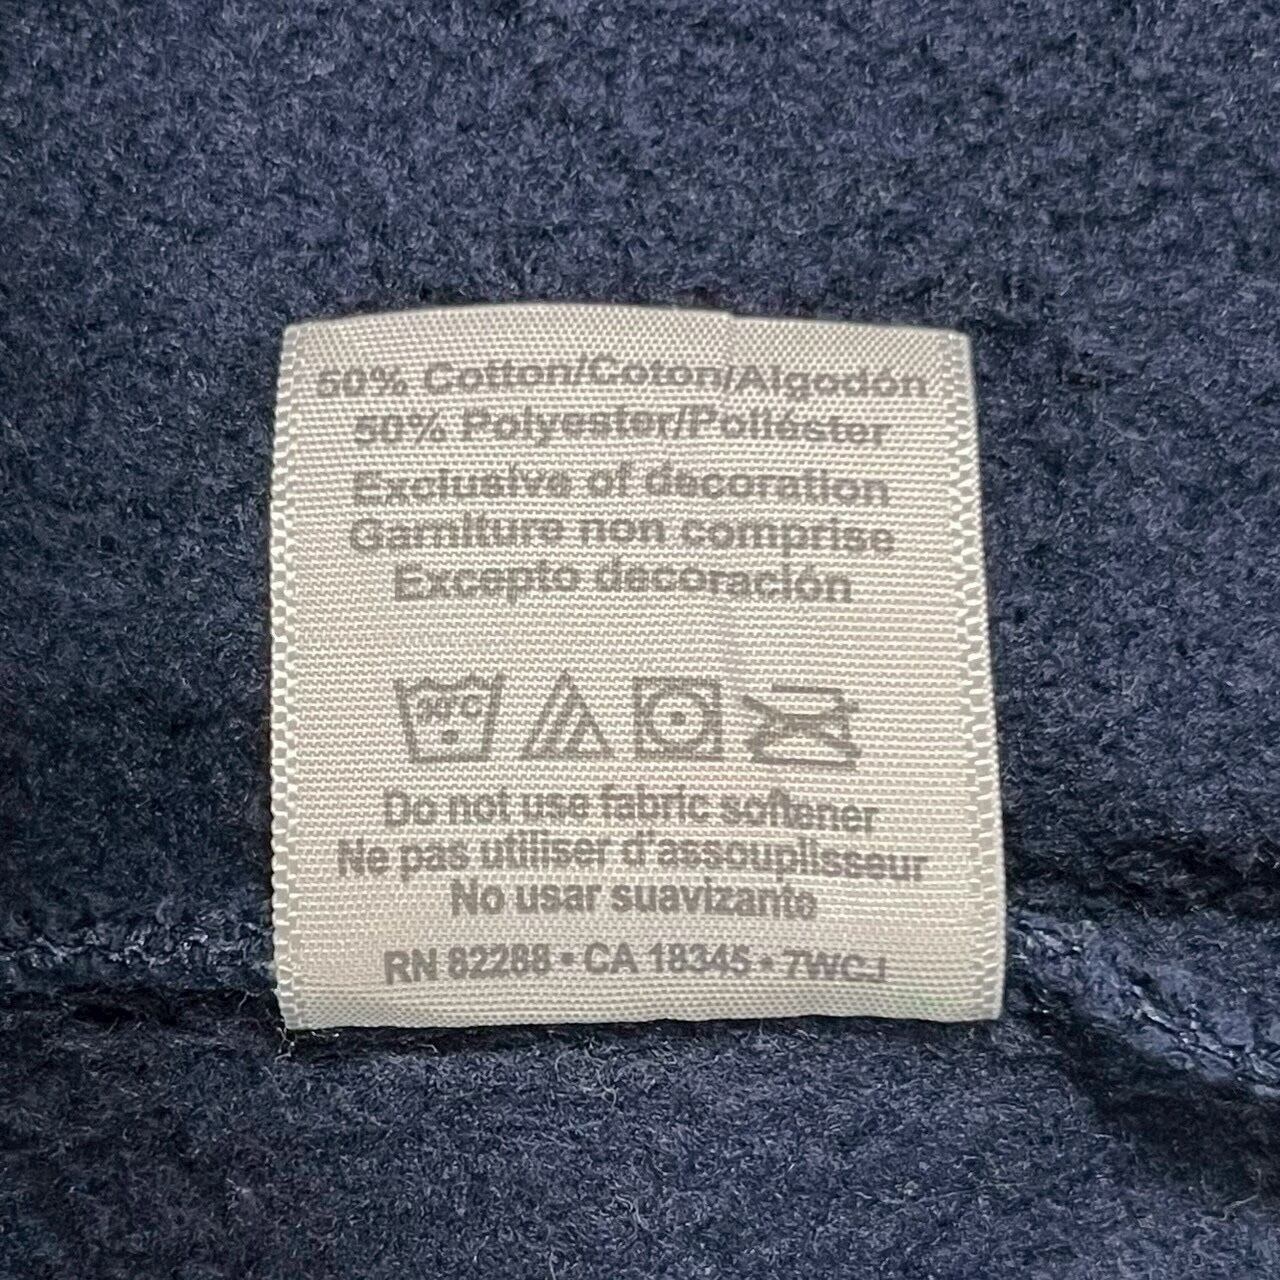 50% Cotton/Coton/Algodón
50% Polyester/Poliéster
Exclusive of decoration
Garniture non comprise
Excepto decoración
30°C
Do not use fabric softener
Ne pas utiliser d'assouplisseur
No usar suavizante
RN 82288 • CA 18345 • 7WCJ